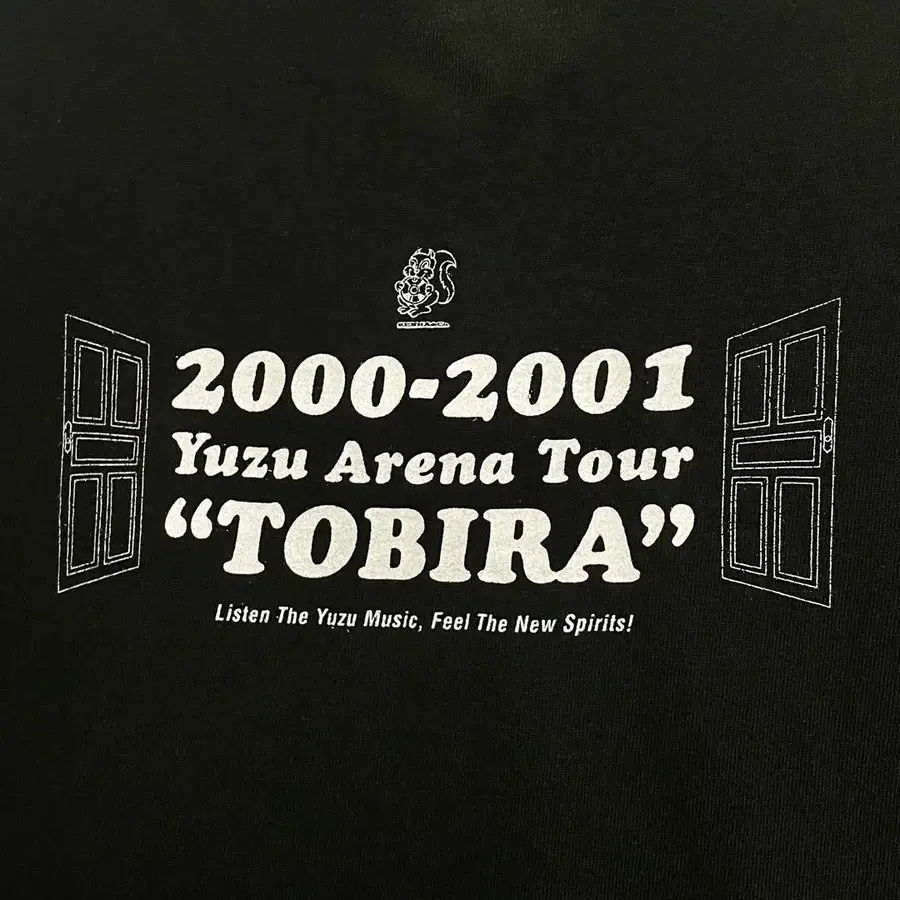 2000-2001
Yuzu Arena Tour
“TOBIRA”
Listen The Yuzu Music, Feel The New Spirits!